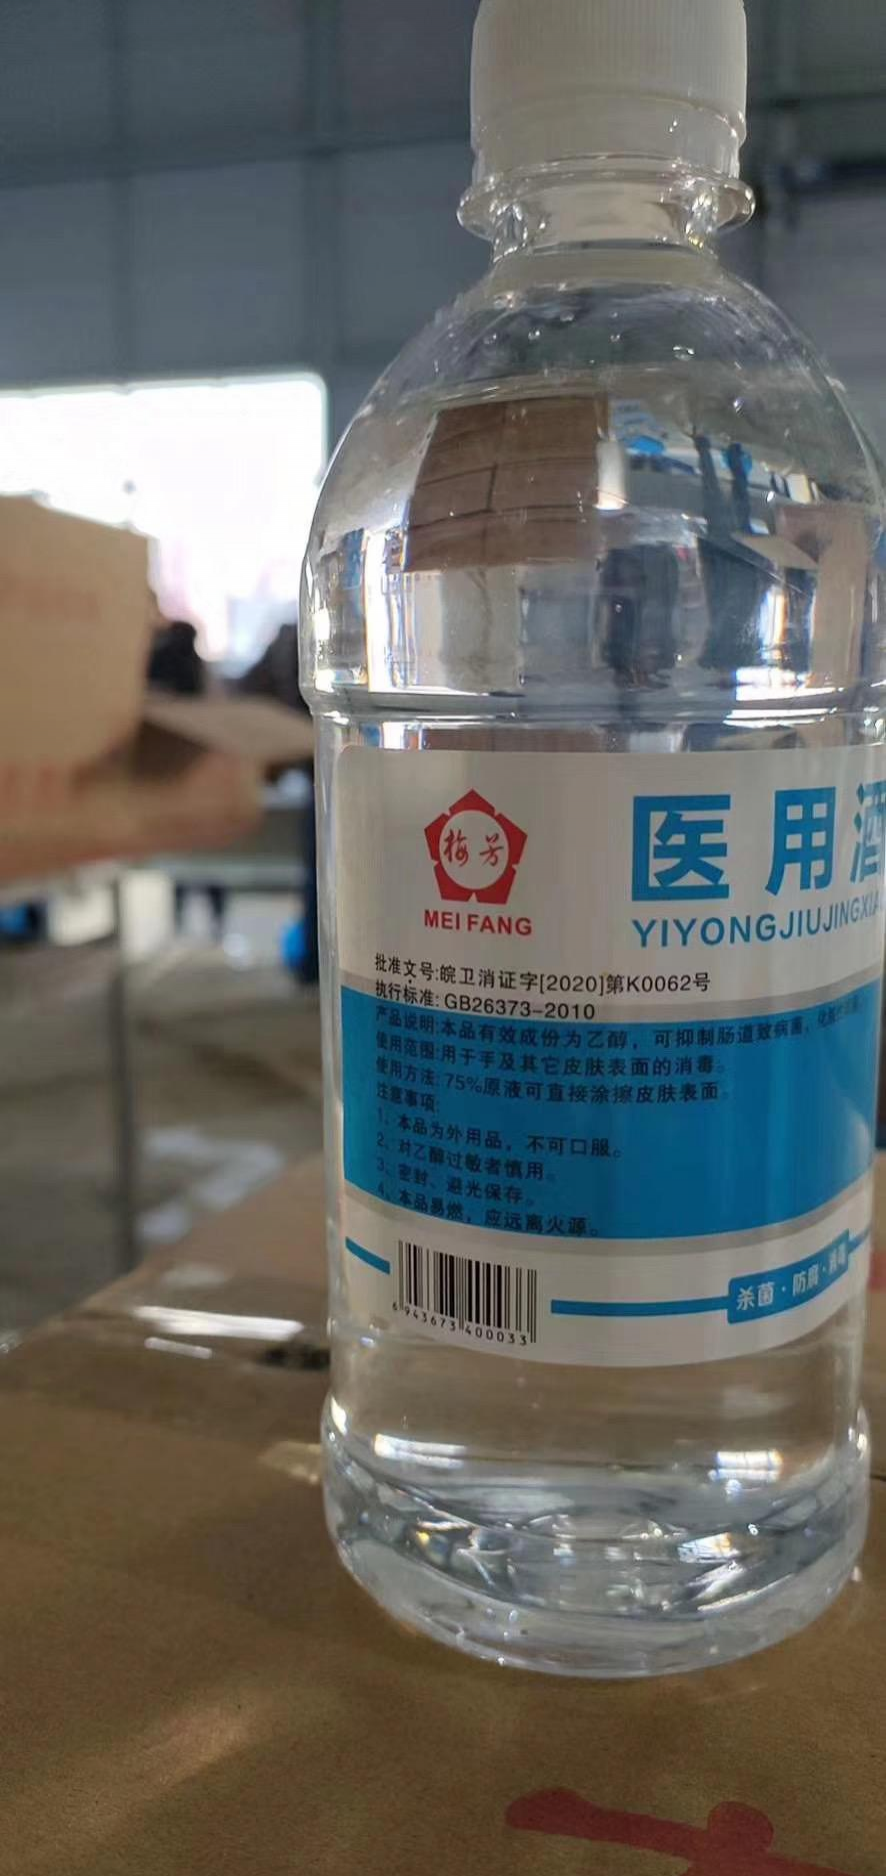 梅芳
MEI FANG
医用酒
YIYONGJIUJINGXIA
批准文号:皖卫消证字[2020]第K0062号
执行标准: GB26373-2010
产品说明:本品有效成份为乙醇，可抑制肠道致病菌、
使用范围:用于手及其它皮肤表面的消毒。
使用方法: 75%原液可直接涂擦皮肤表面。
注意事项:
1、本品为外用品，不可口服。
2、对乙醇过敏者慎用。
3、密封、避光保存。
4、本品易燃，应远离火源。
6 943673 400033
杀菌·防腐·消毒